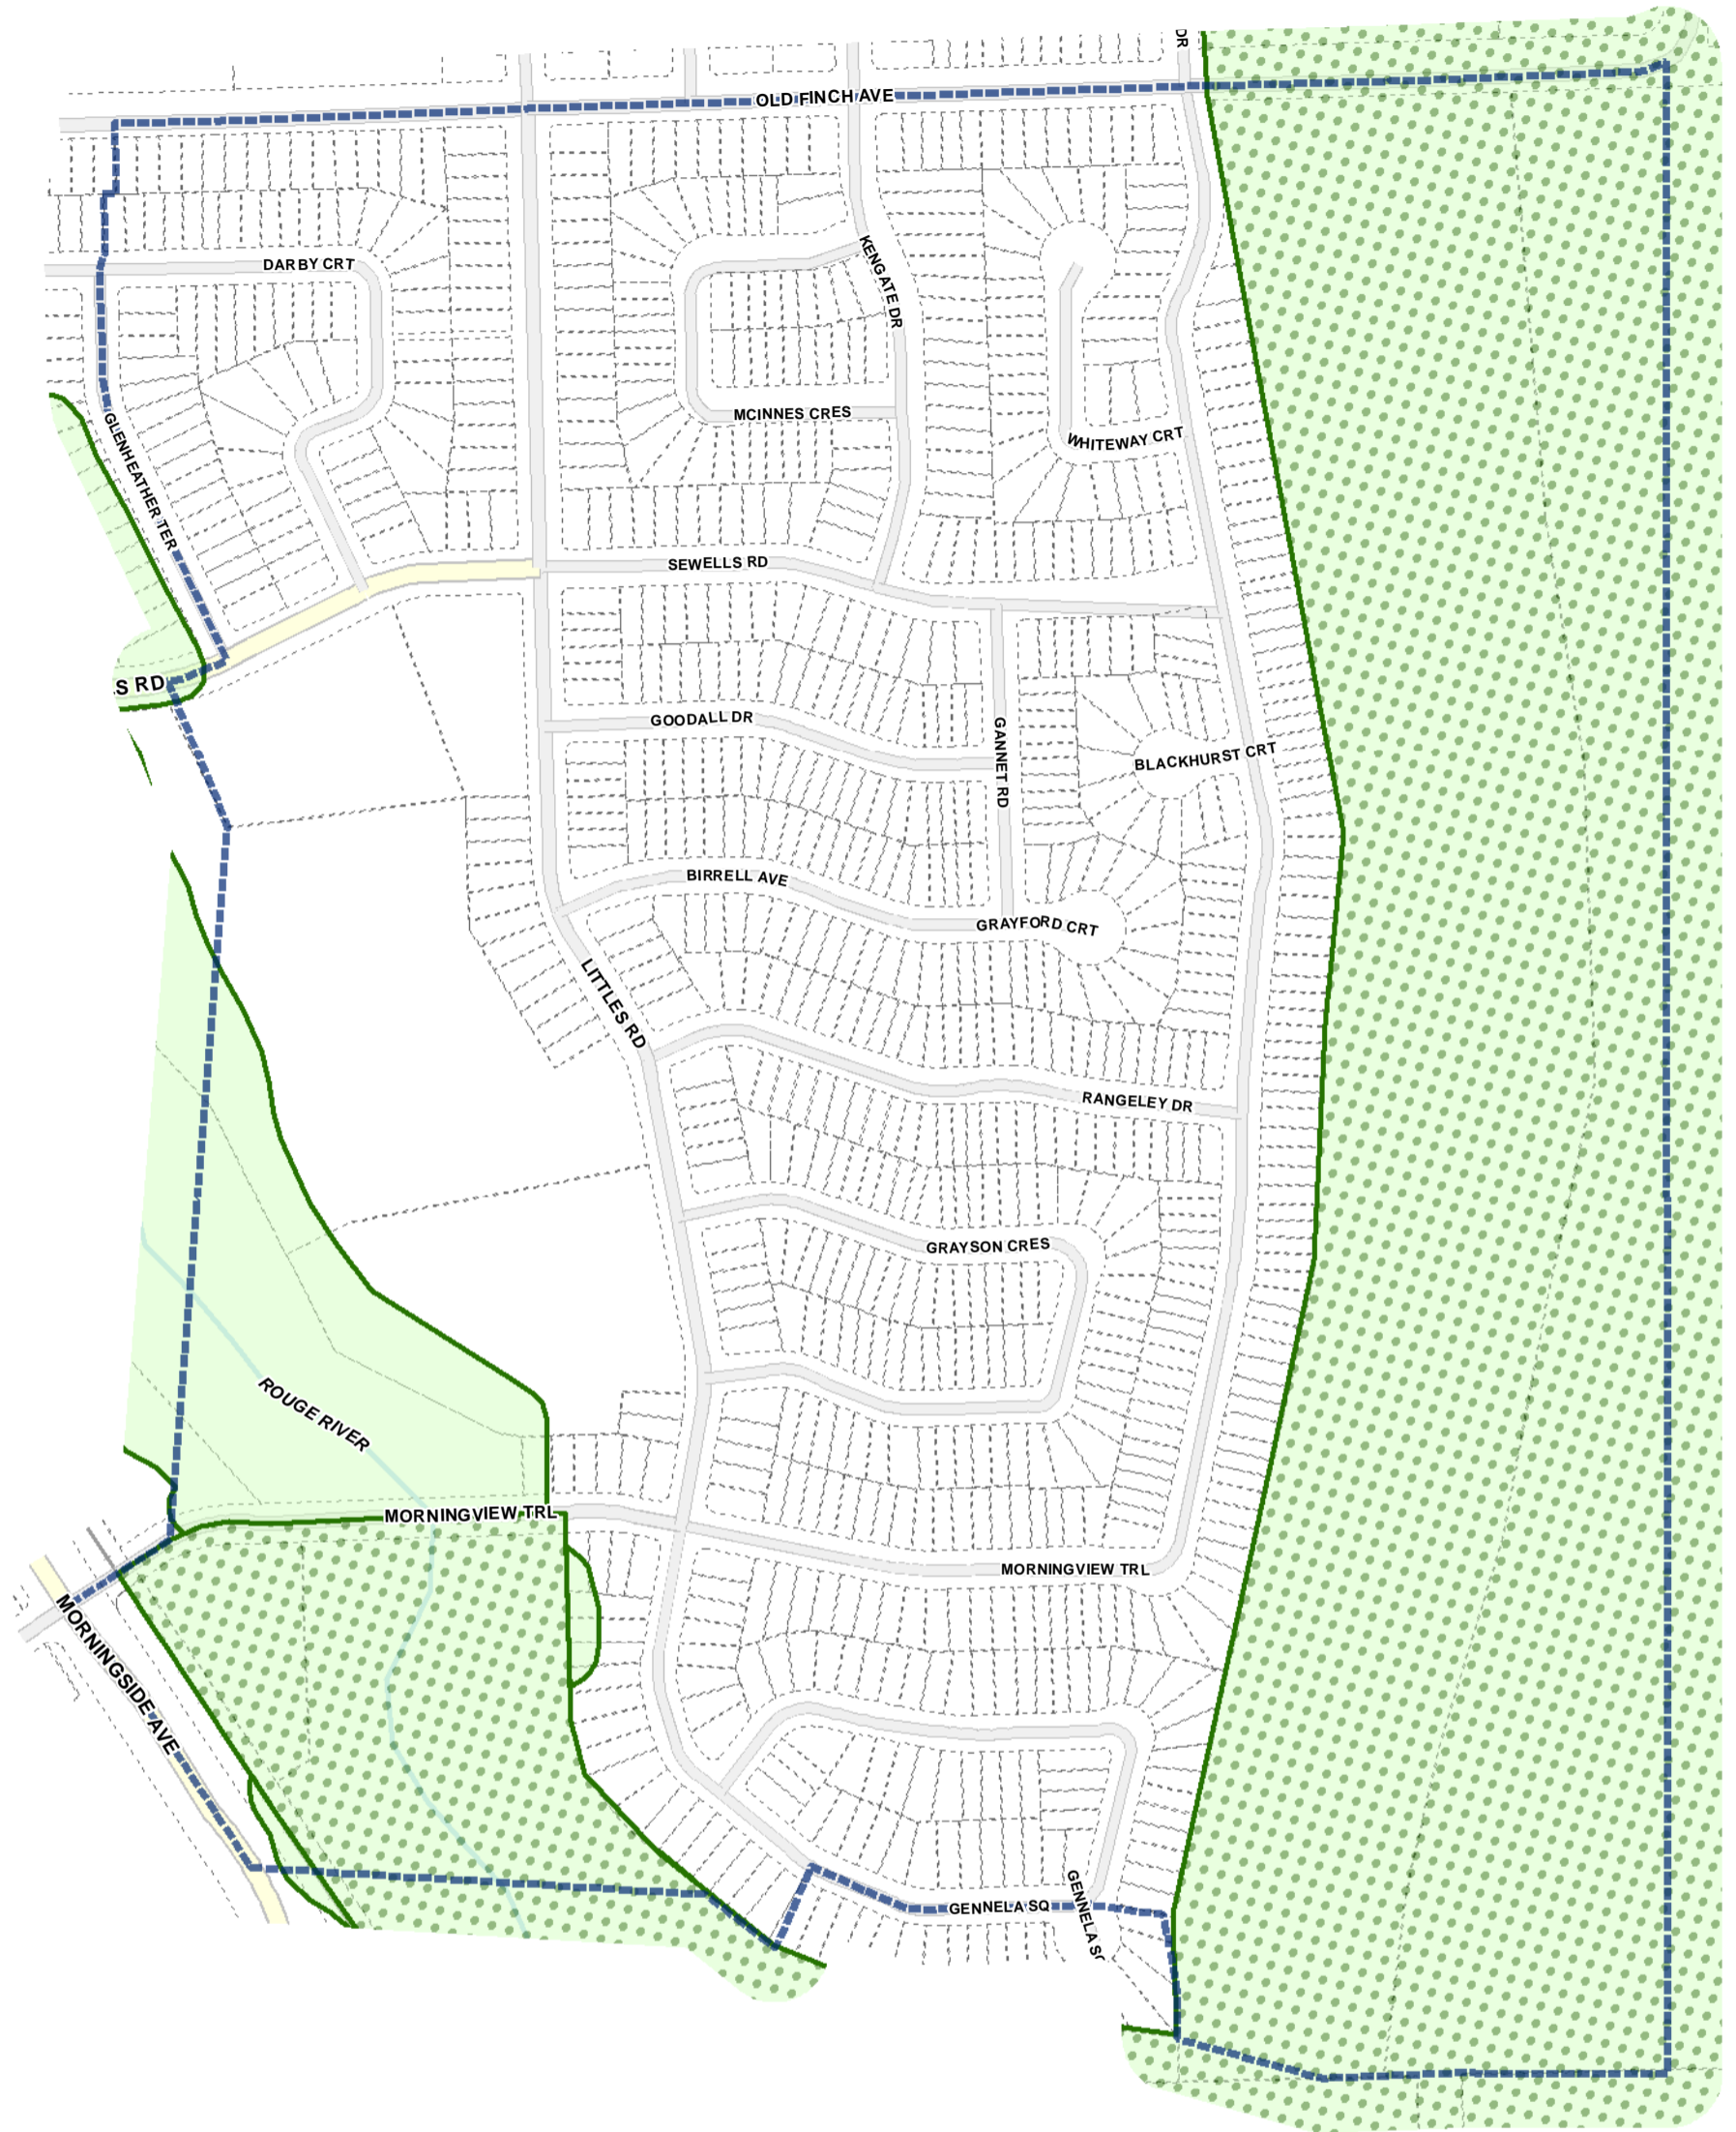 DR
OLD FINCH AVE
DARBY CRT
KENGATE DR
MCINNES CRES
WHITEWAY CRT
GLENHEATHER TER
SEWELLS RD
S RD
GOODALL DR
GANNET RD
BLACKHURST CRT
BIRRELL AVE
GRAYFORD CRT
LITTLES RD
RANGELEY DR
GRAYSON CRES
ROUGE RIVER
MORNINGVIEW TRL
MORNINGVIEW TRL
MORNINGSIDE AVE
GENNELA SQ
GENNELA